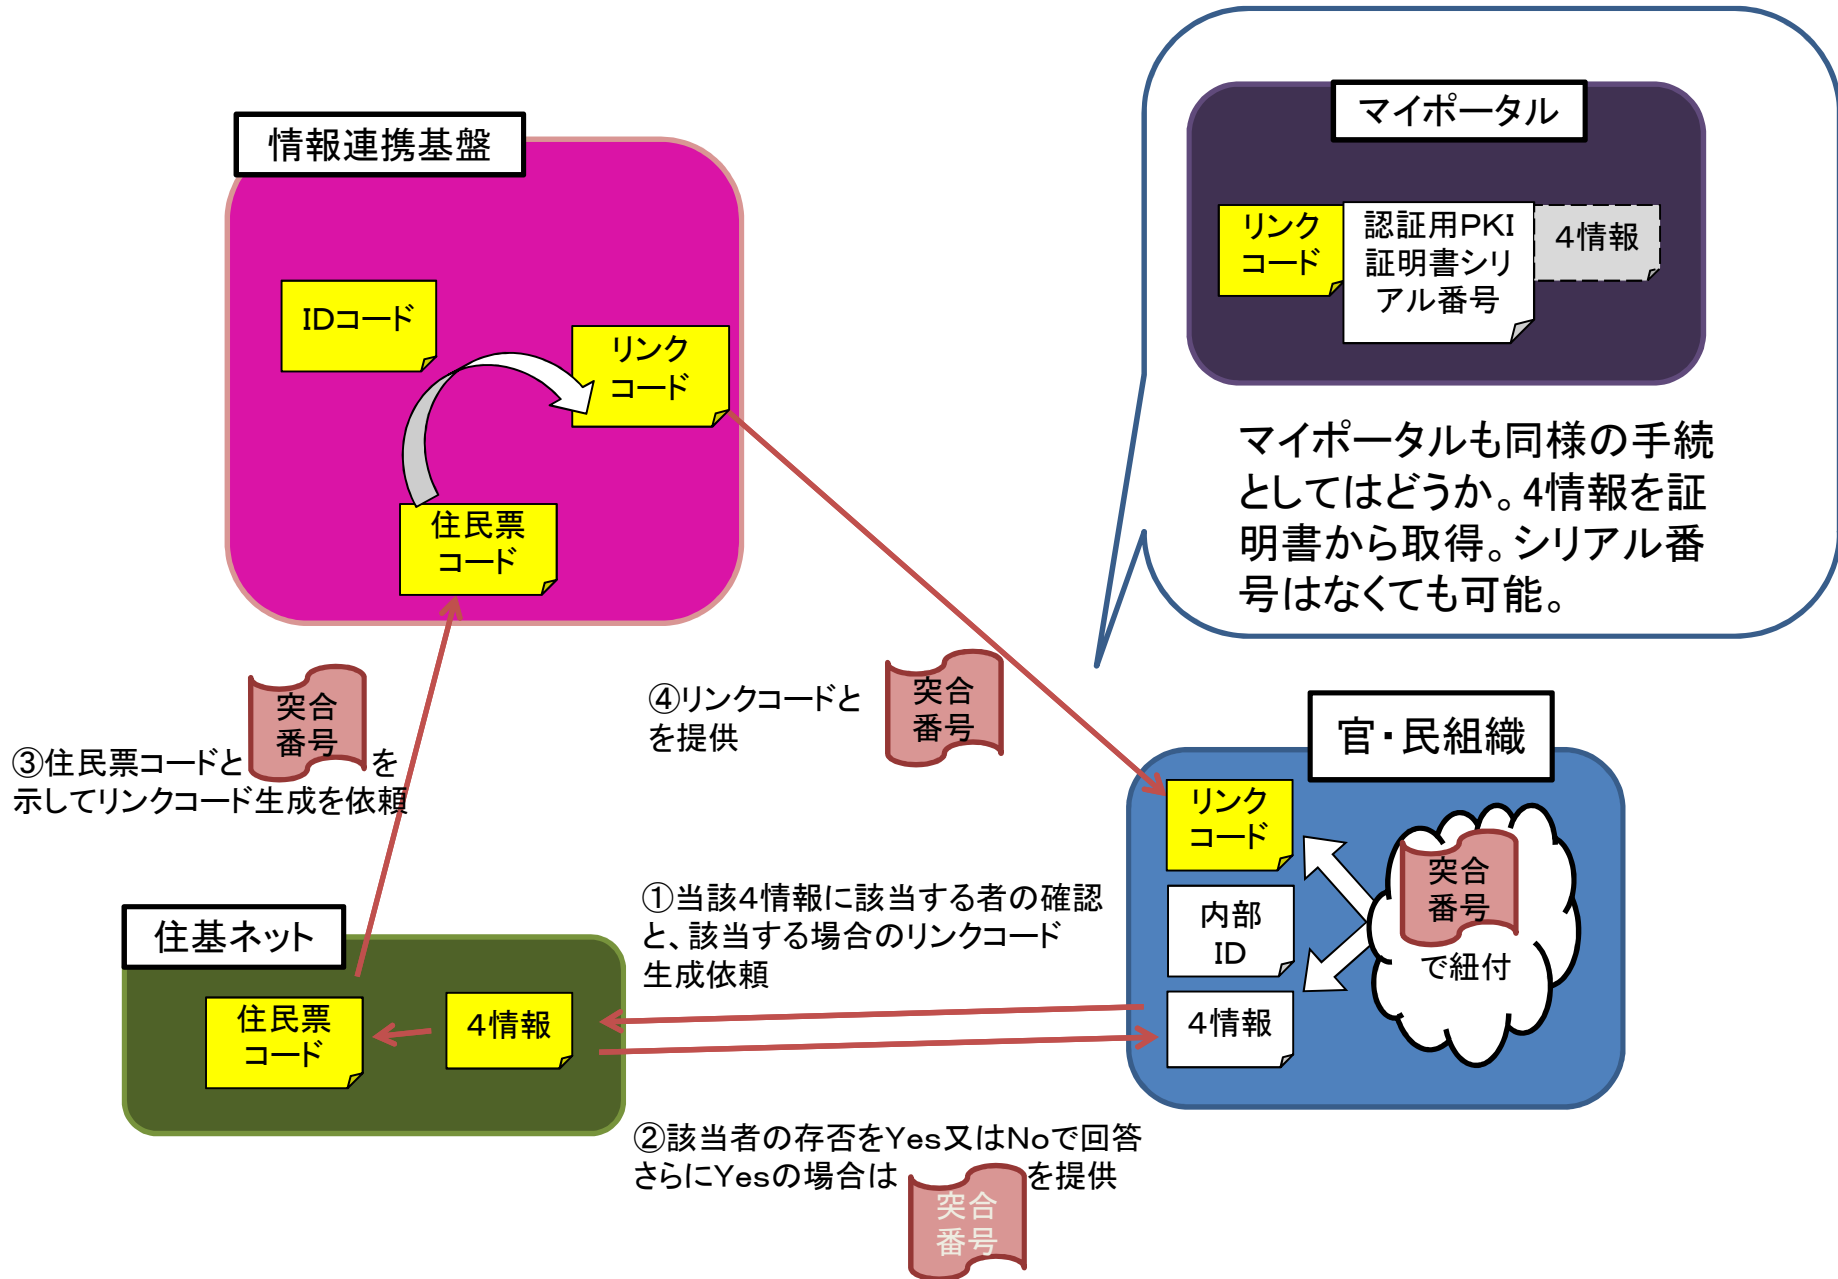 マイポータル
リンク
コード
認証用PKI
証明書シリ
アル番号
4情報
マイポータルも同様の手続
としてはどうか。4情報を証
明書から取得。シリアル番
号はなくても可能。
情報連携基盤
IDコード
リンク
コード
住民票
コード
突合
番号
③住民票コードと
を
示してリンクコード生成を依頼
④リンクコードと
を提供
突合
番号
官・民組織
リンク
コード
内部
ID
4情報
突合
番号
で紐付
①当該4情報に該当する者の確認
と、該当する場合のリンクコード
生成依頼
住基ネット
住民票
コード
4情報
②該当者の存否をYes又はNoで回答
さらにYesの場合は
を提供
突合
番号